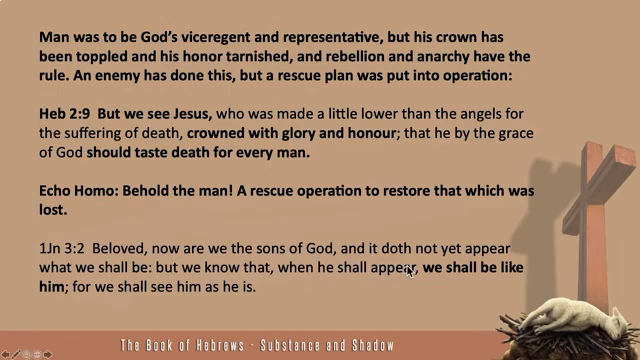 Man was to be God's viceregent and representative, but his crown has
been toppled and his honor tarnished, and rebellion and anarchy have the
rule. An enemy has done this, but a rescue plan was put into operation:
Heb 2:9 But we see Jesus, who was made a little lower than the angels for
the suffering of death, crowned with glory and honour; that he by the grace
of God should taste death for every man.
Echo Homo: Behold the man! A rescue operation to restore that which was
lost.
1Jn 3:2 Beloved, now are we the sons of God, and it doth not yet appear
what we shall be: but we know that, when he shall appear, we shall be like
him; for we shall see him as he is.
The Book of Hebrews - Substance and Shadow